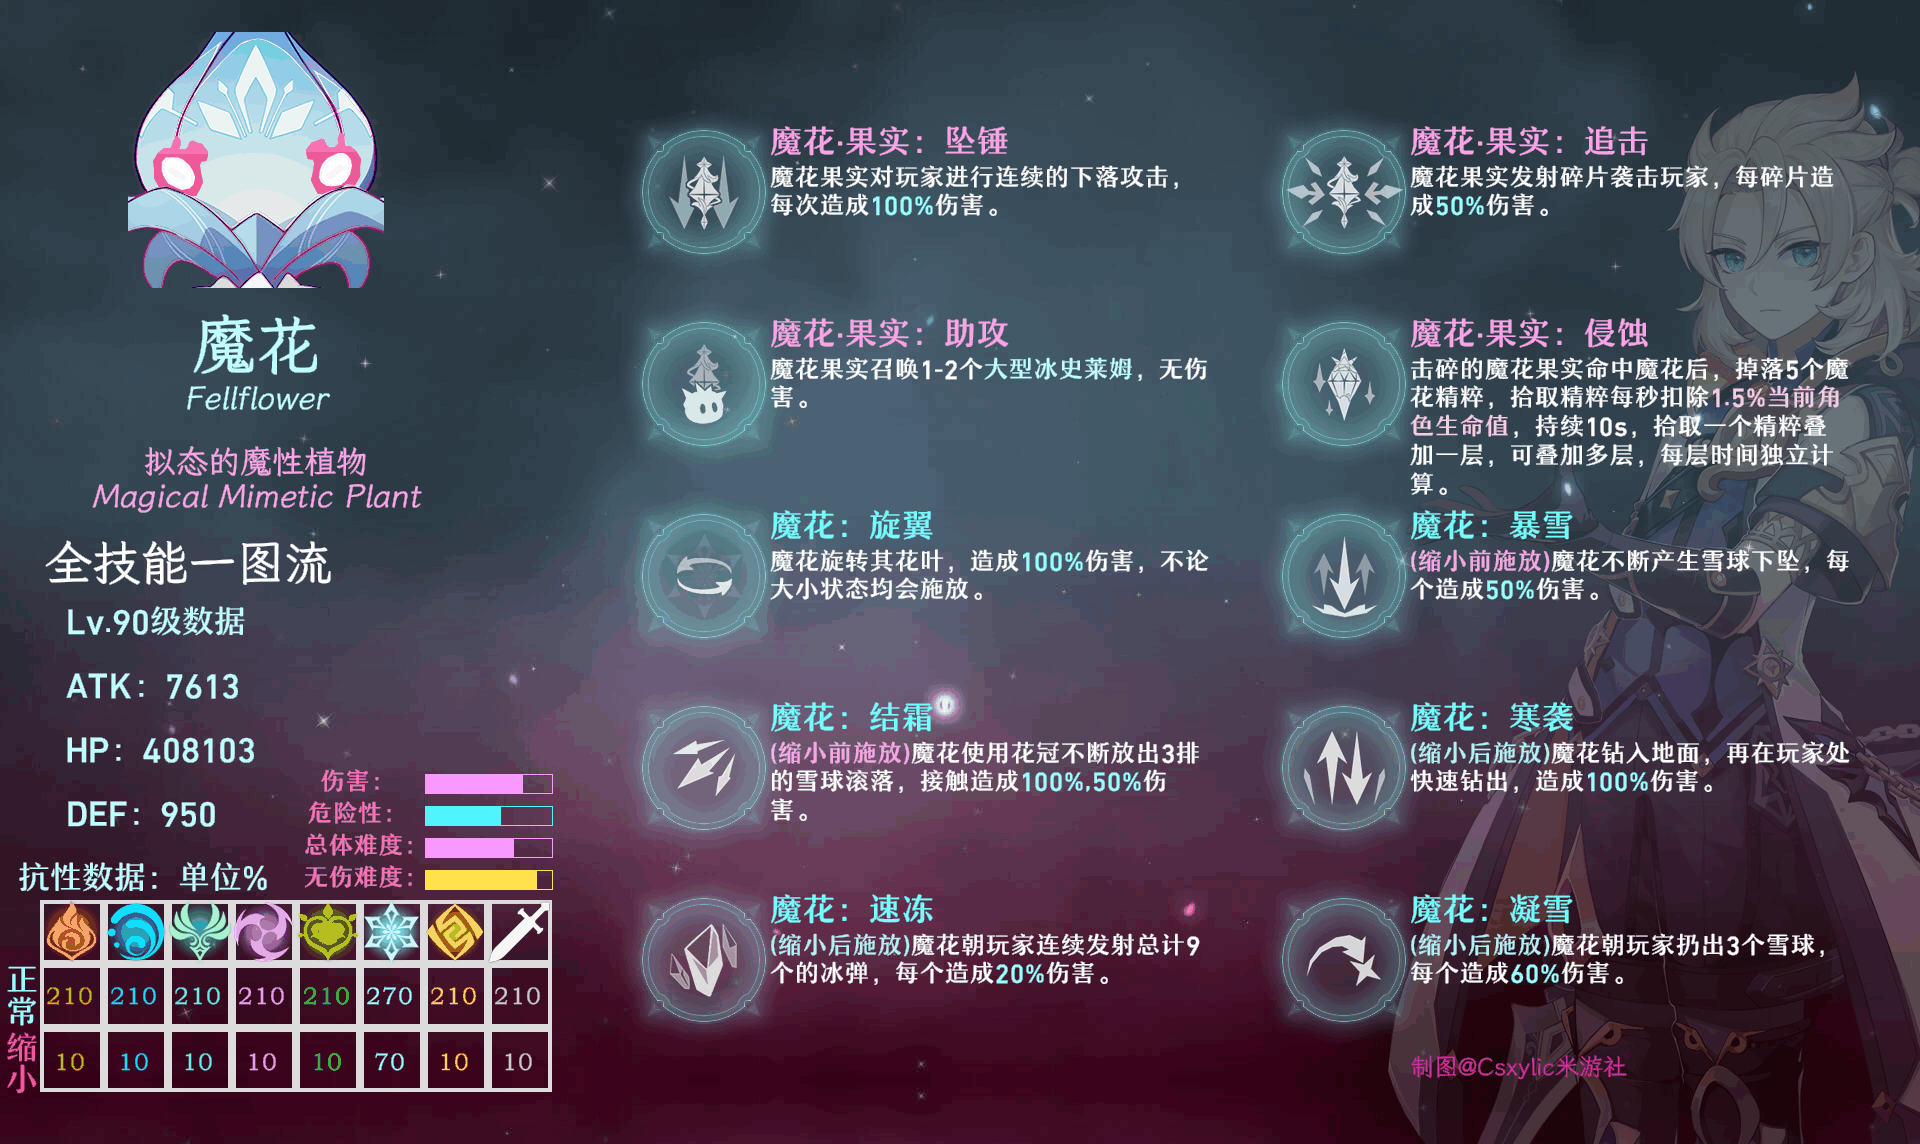 魔花
Fellflower
拟态的魔性植物
Magical Mimetic Plant
全技能一图流
Lv.90级数据
ATK：7613
HP：408103
DEF：950
伤害：
危险性：
总体难度：
无伤难度：
抗性数据：单位%
正常 210 210 210 210 210 270 210 210
缩小 10 10 10 10 10 70 10 10
魔花·果实：坠锤
魔花果实对玩家进行连续的下落攻击，
每次造成100%伤害。
魔花·果实：追击
魔花果实发射碎片袭击玩家，每碎片造
成50%伤害。
魔花·果实：助攻
魔花果实召唤1-2个大型冰史莱姆，无伤
害。
魔花·果实：侵蚀
击碎的魔花果实命中魔花后，掉落5个魔
花精粹，拾取精粹每秒扣除1.5%当前角
色生命值，持续10s，拾取一个精粹叠
加一层，可叠加多层，每层时间独立计
算。
魔花：旋翼
魔花旋转其花叶，造成100%伤害，不论
大小状态均会施放。
魔花：暴雪
(缩小前施放)魔花不断产生雪球下坠，每
个造成50%伤害。
魔花：结霜
(缩小前施放)魔花使用花冠不断放出3排
的雪球滚落，接触造成100%,50%伤
害。
魔花：寒袭
(缩小后施放)魔花钻入地面，再在玩家处
快速钻出，造成100%伤害。
魔花：速冻
(缩小后施放)魔花朝玩家连续发射总计9
个的冰弹，每个造成20%伤害。
魔花：凝雪
(缩小后施放)魔花朝玩家扔出3个雪球，
每个造成60%伤害。
制图@Csxylic米游社